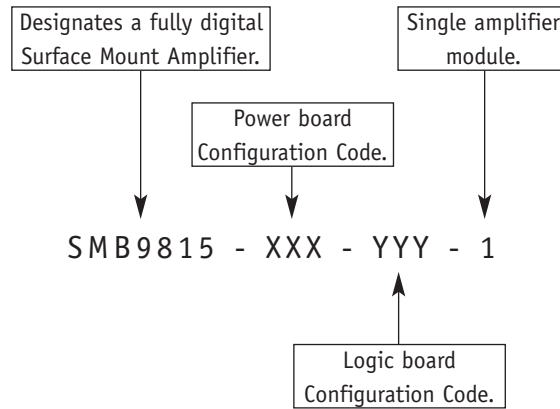 Designates a fully digital
Surface Mount Amplifier.
Single amplifier
module.
Power board
Configuration Code.
SMB9815 - XXX - YYY - 1
Logic board
Configuration Code.